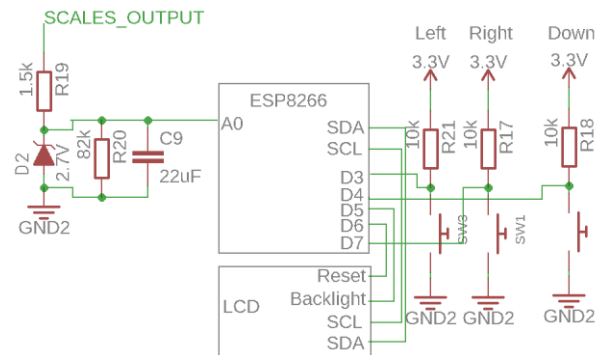 SCALES_OUTPUT
Left Right Down
3.3V 3.3V 3.3V
1.5k R19
ESP8266
10k R21 10k R17 10k R18
A0
SDA
SCL
82k R20 C9
D2 2.7V 22uF
D3
D4
D5
D6
D7
SW3 SW1
GND2
Reset
LCD Backlight
SCL
SDA
GND2 GND2 GND2